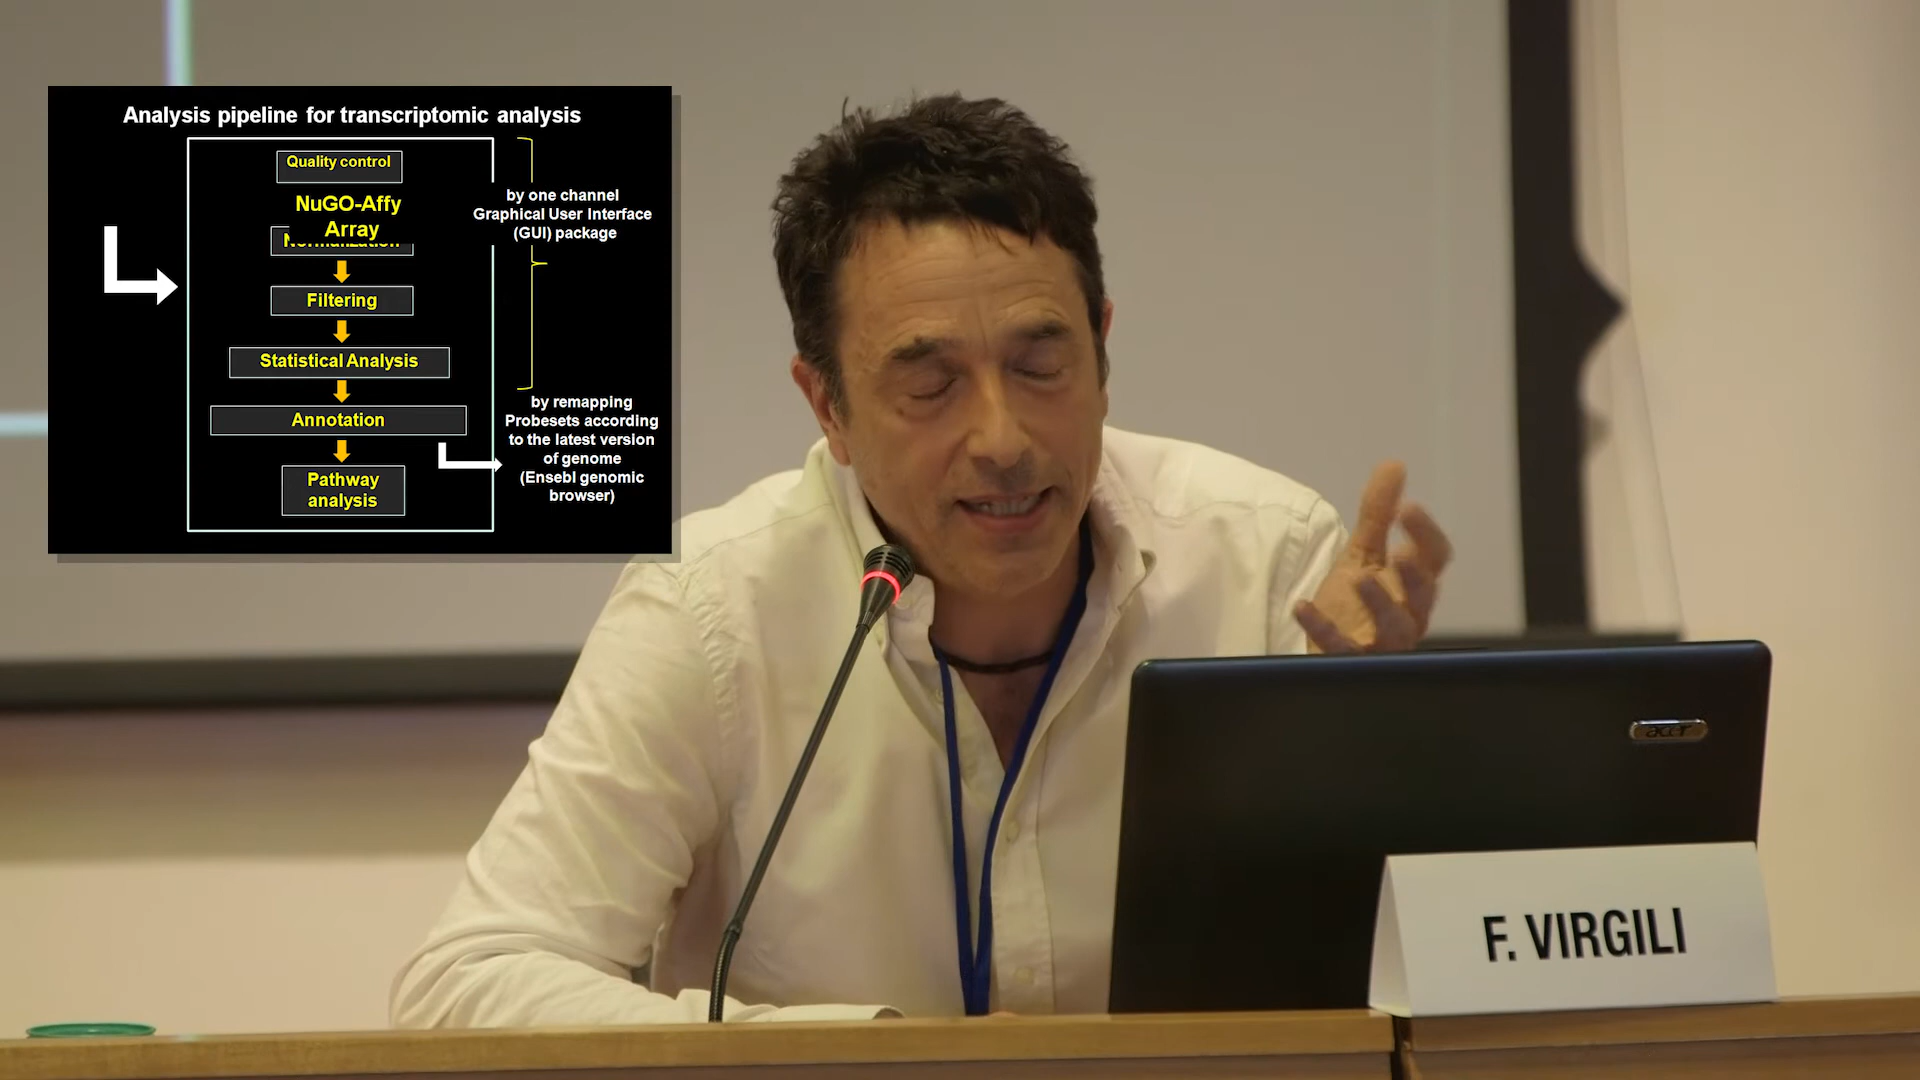 Analysis pipeline for transcriptomic analysis
Quality control
NuGO-Affy
Array
Normalization
Filtering
Statistical Analysis
Annotation
Pathway
analysis
by one channel
Graphical User Interface
(GUI) package
by remapping
Probesets according
to the latest version
of genome
(Ensebl genomic
browser)
acer
F. VIRGILI